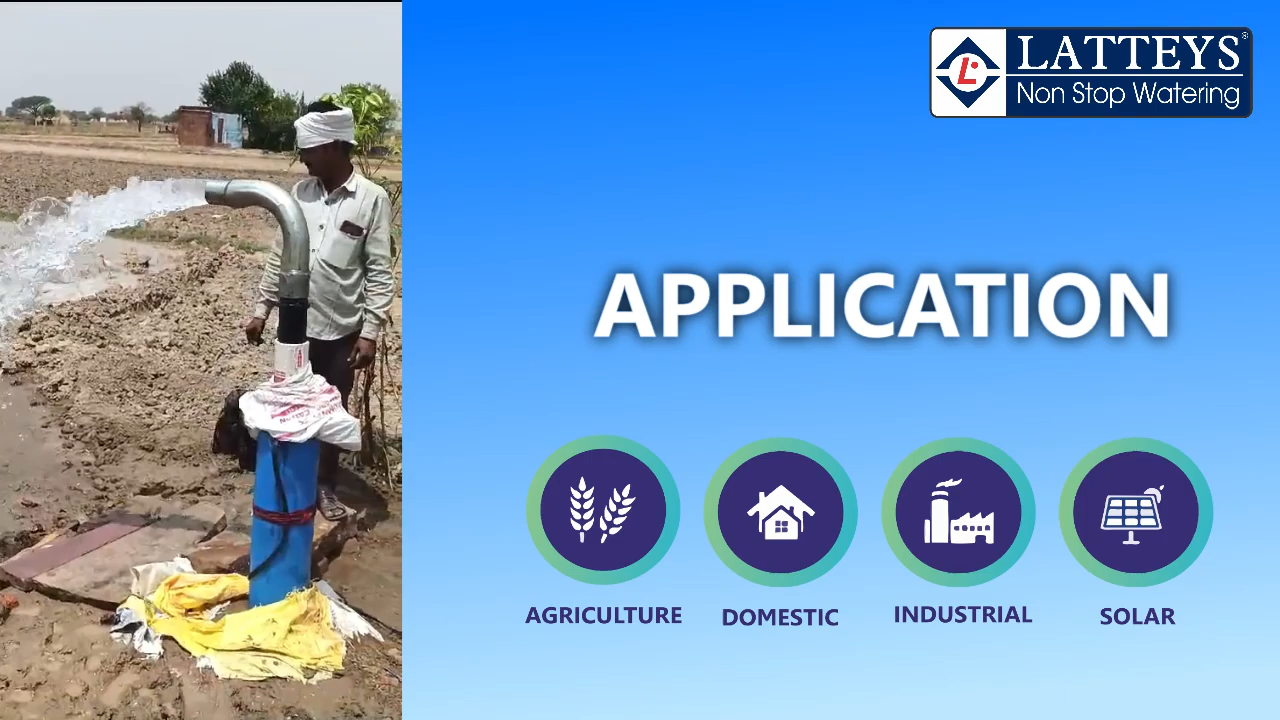 LATTEYS®
Non Stop Watering
APPLICATION
AGRICULTURE
DOMESTIC
INDUSTRIAL
SOLAR